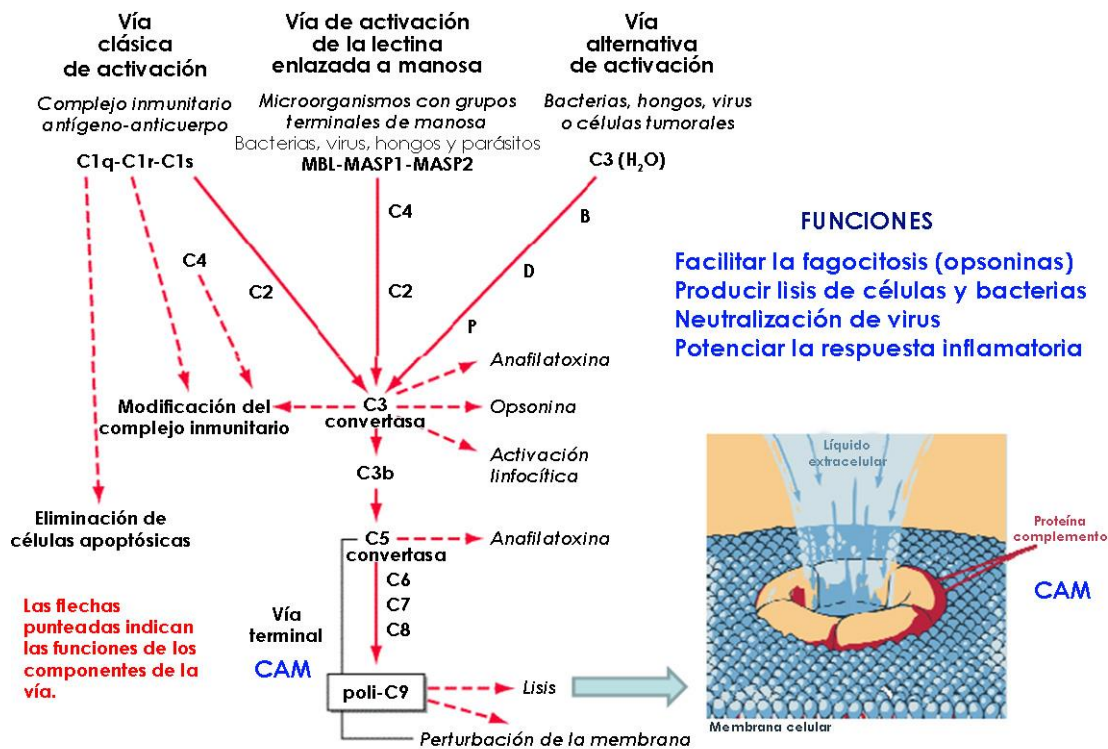 Vía
clásica
de activación
Complejo inmunitario
antígeno-anticuerpo
C1q-C1r-C1s
Vía de activación
de la lectina
enlazada a manosa
Microorganismos con grupos
terminales de manosa
Bacterias, virus, hongos y parásitos
MBL-MASP1-MASP2
Vía
alternativa
de activación
Bacterias, hongos, virus
o células tumorales
C3 (H₂O)
C4
B
C4
C2
C2
D
P
Anafilatoxina
Modificación del
complejo inmunitario
C3
convertasa
Opsonina
Activación
linfocítica
C3b
Eliminación de
células apoptósicas
C5
convertasa
Anafilatoxina
C6
C7
C8
Las flechas
punteadas indican
las funciones de los
componentes de la
vía.
Vía
terminal
CAM
poli-C9
Lisis
Perturbación de la membrana
FUNCIONES
Facilitar la fagocitosis (opsoninas)
Producir lisis de células y bacterias
Neutralización de virus
Potenciar la respuesta inflamatoria
Líquido
extracelular
Proteína
complemento
CAM
Membrana celular